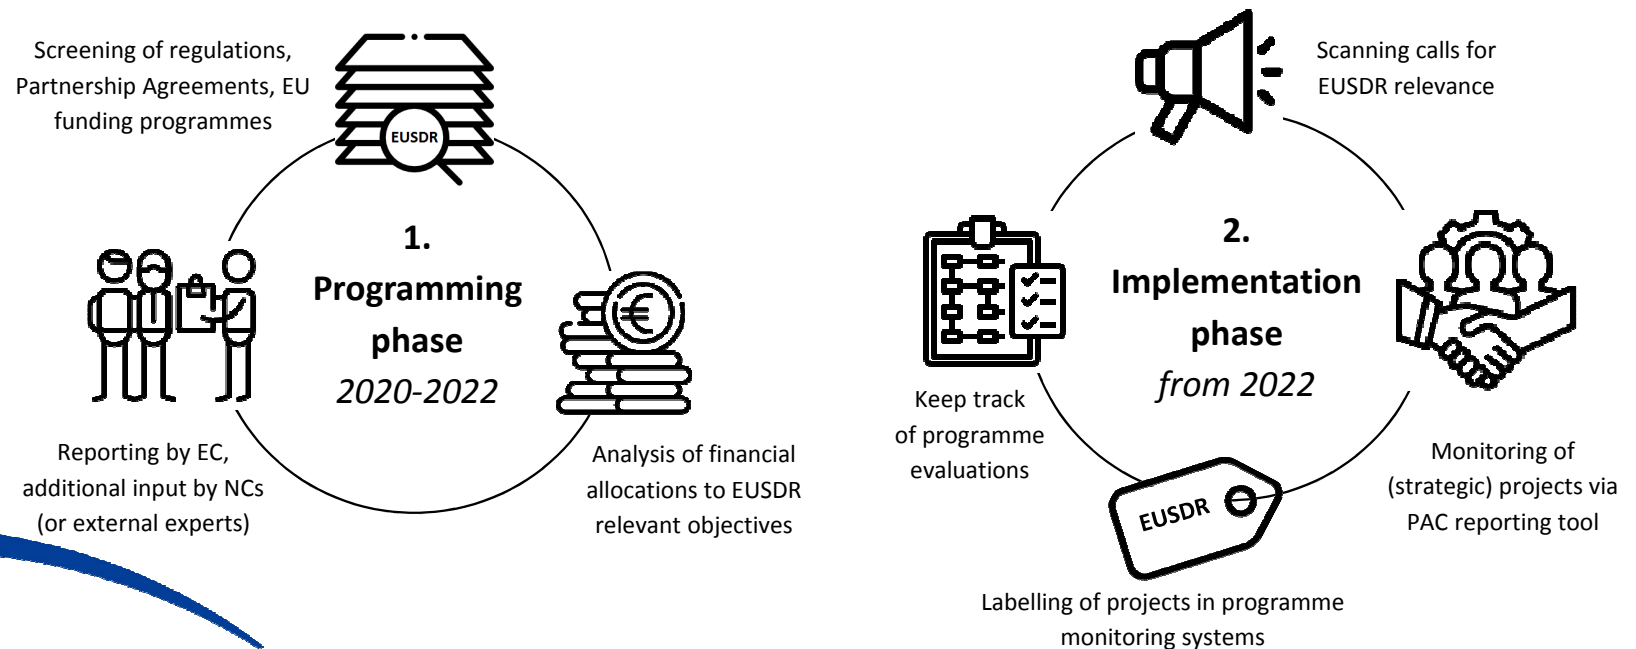 Screening of regulations,
Partnership Agreements, EU
funding programmes
EUSDR
1.
Programming
phase
2020-2022
Reporting by EC,
additional input by NCs
(or external experts)
Analysis of financial
allocations to EUSDR
relevant objectives
Scanning calls for
EUSDR relevance
2.
Implementation
phase
from 2022
Keep track
of programme
evaluations
Monitoring of
(strategic) projects via
PAC reporting tool
EUSDR
Labelling of projects in programme
monitoring systems